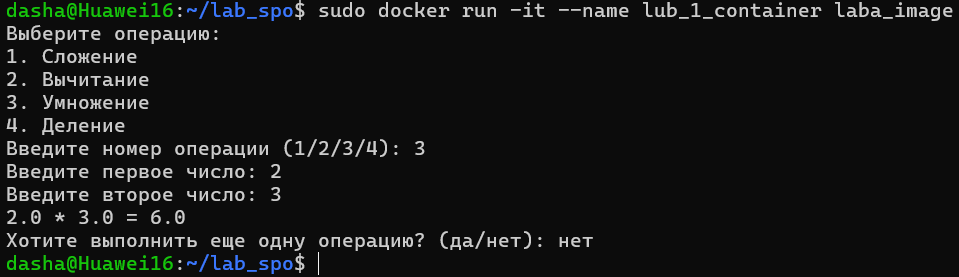 dasha@Huawei16:~/lab_spo$ sudo docker run -it --name lub_1_container laba_image
Выберите операцию:
1. Сложение
2. Вычитание
3. Умножение
4. Деление
Введите номер операции (1/2/3/4): 3
Введите первое число: 2
Введите второе число: 3
2.0 * 3.0 = 6.0
Хотите выполнить еще одну операцию? (да/нет): нет
dasha@Huawei16:~/lab_spo$